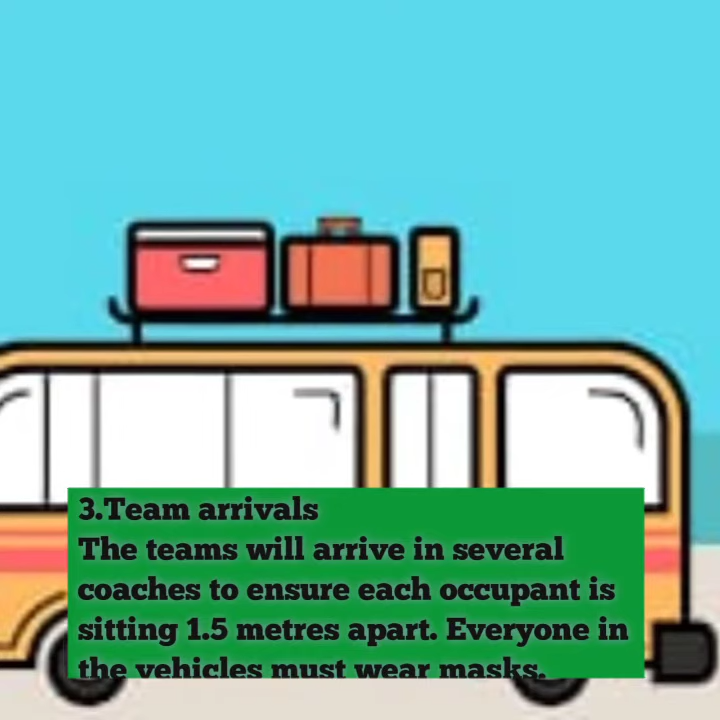 3.Team arrivals
The teams will arrive in several
coaches to ensure each occupant is
sitting 1.5 metres apart. Everyone in
the vehicles must wear masks.